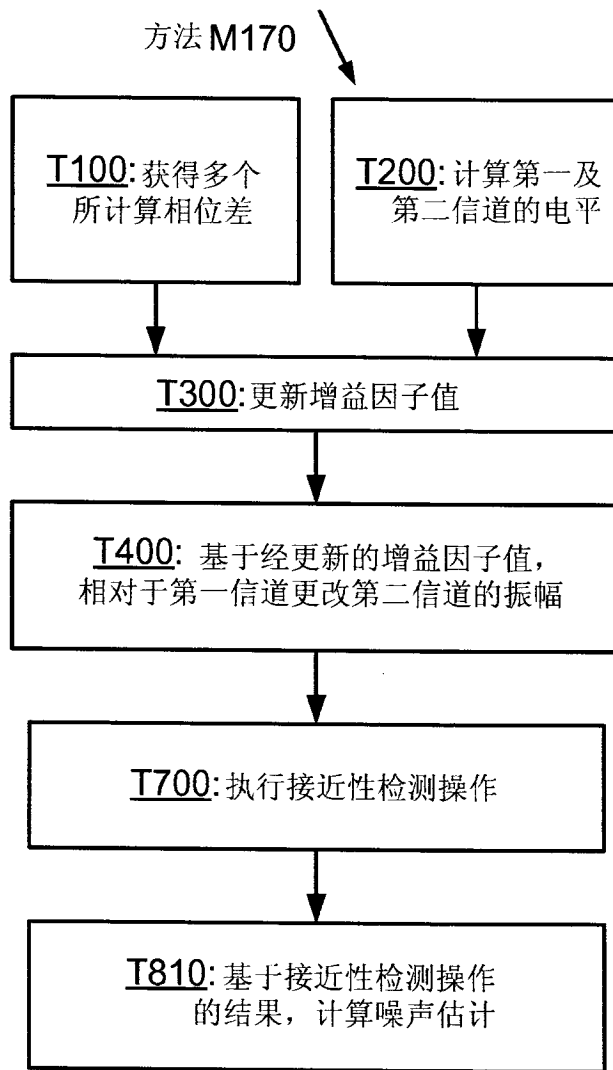 方法 M170
T100: 获得多个
所计算相位差
T200: 计算第一及
第二信道的电平
T300: 更新增益因子值
T400: 基于经更新的增益因子值，
相对于第一信道更改第二信道的振幅
T700: 执行接近性检测操作
T810: 基于接近性检测操作
的结果，计算噪声估计